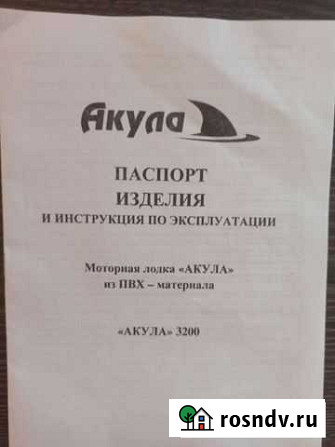 Акула
ПАСПОРТ
ИЗДЕЛИЯ
И ИНСТРУКЦИЯ ПО ЭКСПЛУАТАЦИИ
Моторная лодка «АКУЛА»
из ПВХ – материала
«АКУЛА» 3200
rosndv.ru